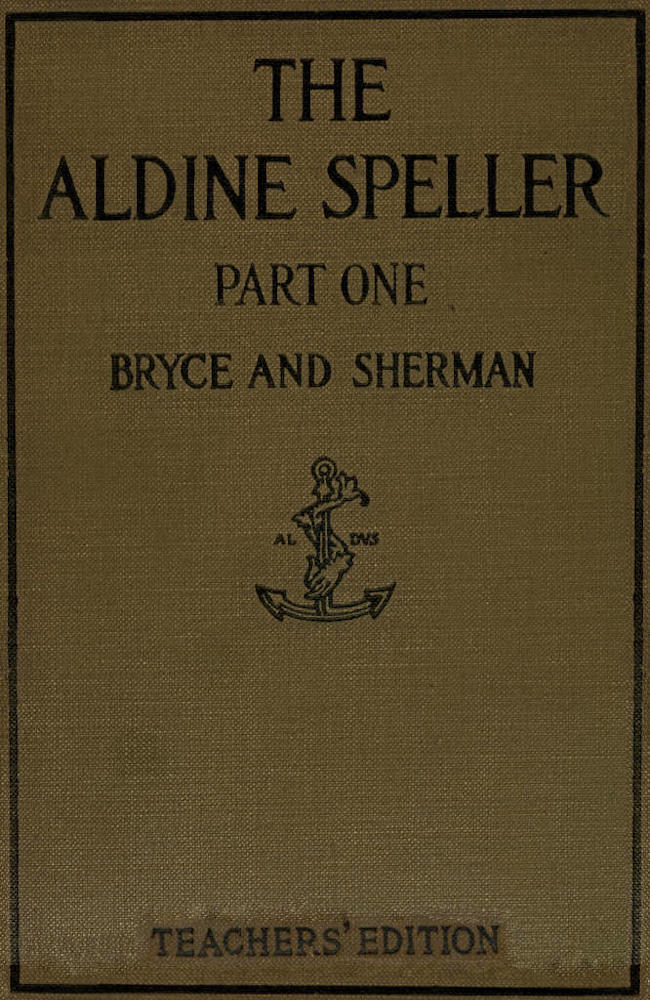 THE
ALDINE SPELLER
PART ONE
BRYCE AND SHERMAN
AL DVS
TEACHERS' EDITION